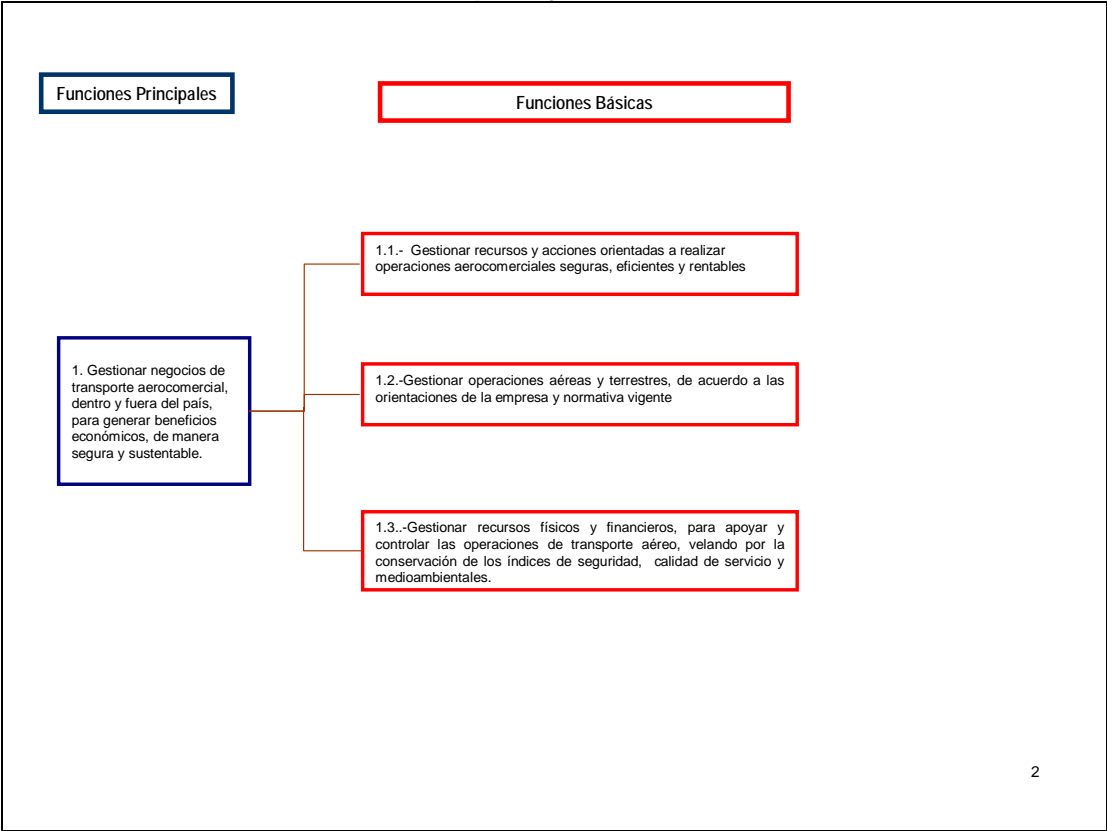 Funciones Principales
Funciones Básicas
1.1.- Gestionar recursos y acciones orientadas a realizar
operaciones aerocomerciales seguras, eficientes y rentables
1. Gestionar negocios de
transporte aerocomercial,
dentro y fuera del país,
para generar beneficios
económicos, de manera
segura y sustentable.
1.2.-Gestionar operaciones aéreas y terrestres, de acuerdo a las
orientaciones de la empresa y normativa vigente
1.3..-Gestionar recursos físicos y financieros, para apoyar y
controlar las operaciones de transporte aéreo, velando por la
conservación de los índices de seguridad, calidad de servicio y
medioambientales.
2